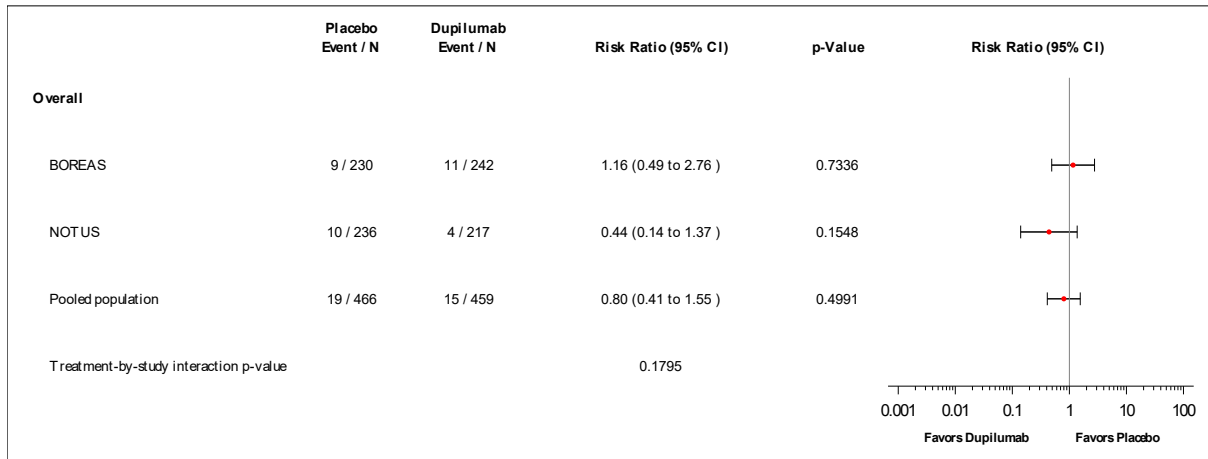 Placebo Dupilumab
Event / N Event / N Risk Ratio (95% CI) p-Value Risk Ratio (95% CI)
Overall
BOREAS 9 / 230 11 / 242 1.16 (0.49 to 2.76 ) 0.7336
NOTUS 10 / 236 4 / 217 0.44 (0.14 to 1.37 ) 0.1548
Pooled population 19 / 466 15 / 459 0.80 (0.41 to 1.55 ) 0.4991
Treatment-by-study interaction p-value 0.1795
0.001 0.01 0.1 1 10 100
Favors Dupilumab Favors Placebo